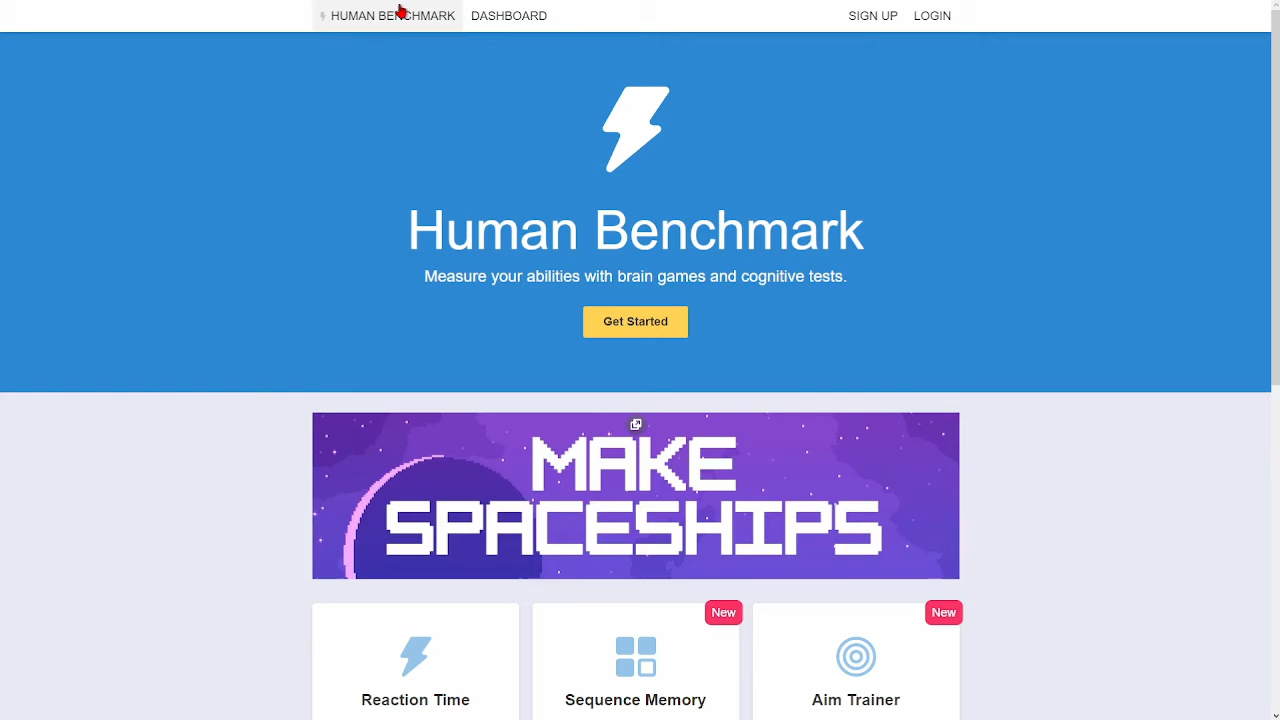 HUMAN BENCHMARK DASHBOARD SIGN UP LOGIN
Human Benchmark
Measure your abilities with brain games and cognitive tests.
Get Started
MAKE
SPACESHIPS
New New
Reaction Time Sequence Memory Aim Trainer